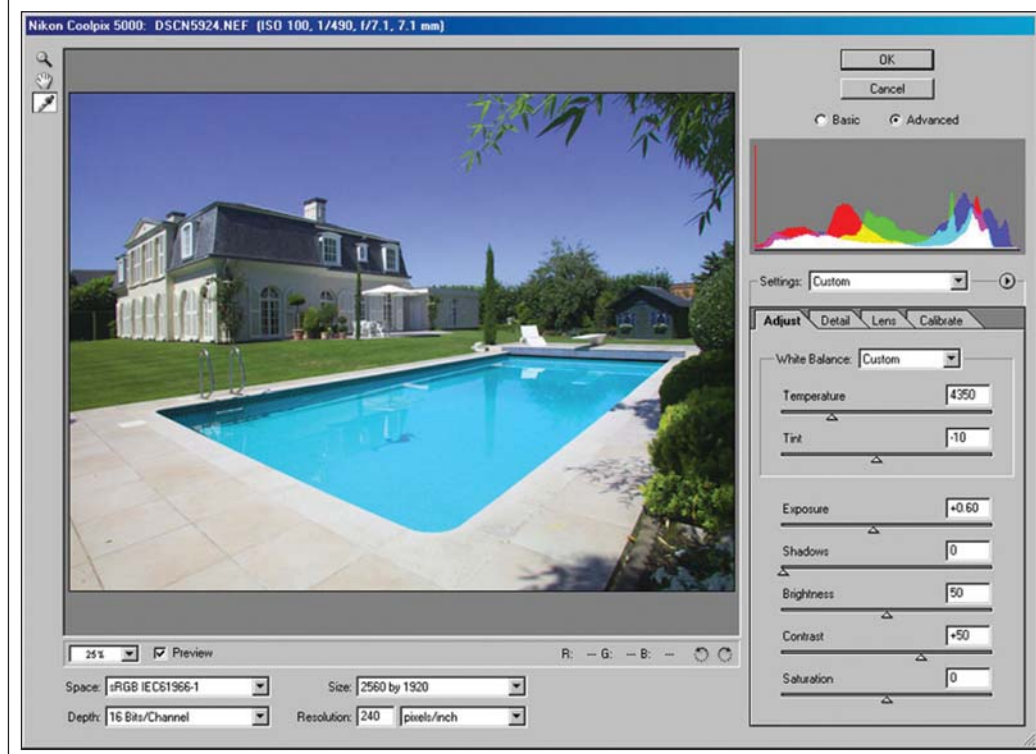 Nikon Coolpix 5000: DSCN5924.NEF (ISO 100, 1/490, f/7.1, 7.1 mm)
OK
Cancel
Basic Advanced
Settings: Custom
Adjust Detail Lens Calibrate
White Balance: Custom
Temperature 4350
Tint -10
Exposure +0.60
Shadows 0
Brightness 50
Contrast +50
Saturation 0
25% Preview R: -- G: -- B: --
Space: sRGB IEC61966-1 Size: 2560 by 1920
Depth: 16 Bits/Channel Resolution: 240 pixels/inch